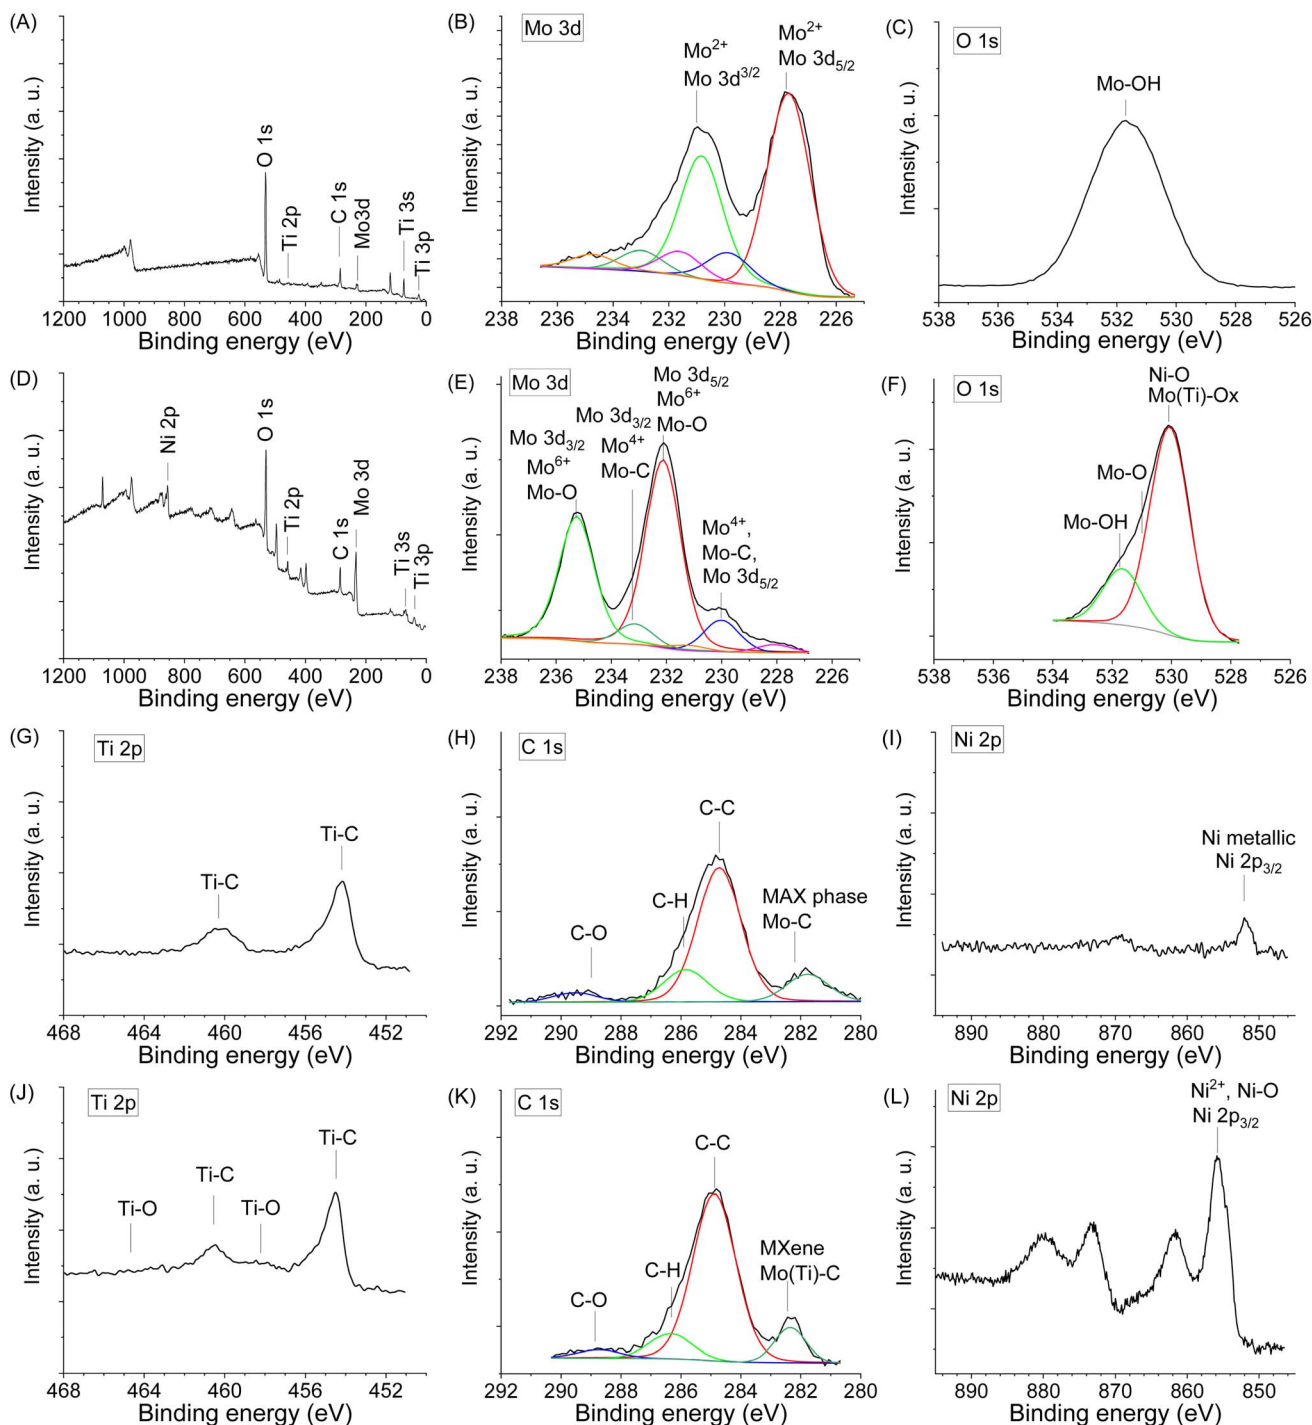 (A)
Intensity (a. u.)
O 1s
Ti 2p
C 1s
Mo3d
Ti 3s
Ti 3p
1200 1000 800 600 400 200 0
Binding energy (eV)
(B)
Mo 3d
Intensity (a. u.)
Mo²⁺
Mo 3d³/²
Mo²⁺
Mo 3d₅/₂
238 236 234 232 230 228 226
Binding energy (eV)
(C)
O 1s
Intensity (a. u.)
Mo-OH
538 536 534 532 530 528 526
Binding energy (eV)
(D)
Intensity (a. u.)
Ni 2p
O 1s
Ti 2p
C 1s
Mo 3d
Ti 3s
Ti 3p
1200 1000 800 600 400 200 0
Binding energy (eV)
(E)
Mo 3d
Intensity (a. u.)
Mo 3d₃/₂
Mo⁶⁺
Mo-O
Mo 3d₃/₂
Mo⁴⁺
Mo-C
Mo 3d₅/₂
Mo⁶⁺
Mo-O
Mo⁴⁺,
Mo-C,
Mo 3d₅/₂
238 236 234 232 230 228 226
Binding energy (eV)
(F)
O 1s
Intensity (a. u.)
Ni-O
Mo(Ti)-Ox
Mo-O
Mo-OH
538 536 534 532 530 528 526
Binding energy (eV)
(G)
Ti 2p
Intensity (a. u.)
Ti-C
Ti-C
468 464 460 456 452
Binding energy (eV)
(H)
C 1s
Intensity (a. u.)
C-C
C-H
C-O
MAX phase
Mo-C
292 290 288 286 284 282 280
Binding energy (eV)
(I)
Ni 2p
Intensity (a. u.)
Ni metallic
Ni 2p₃/₂
890 880 870 860 850
Binding energy (eV)
(J)
Ti 2p
Intensity (a. u.)
Ti-O
Ti-C
Ti-O
Ti-C
468 464 460 456 452
Binding energy (eV)
(K)
C 1s
Intensity (a. u.)
C-C
C-H
C-O
MXene
Mo(Ti)-C
292 290 288 286 284 282 280
Binding energy (eV)
(L)
Ni 2p
Intensity (a. u.)
Ni²⁺, Ni-O
Ni 2p₃/₂
890 880 870 860 850
Binding energy (eV)